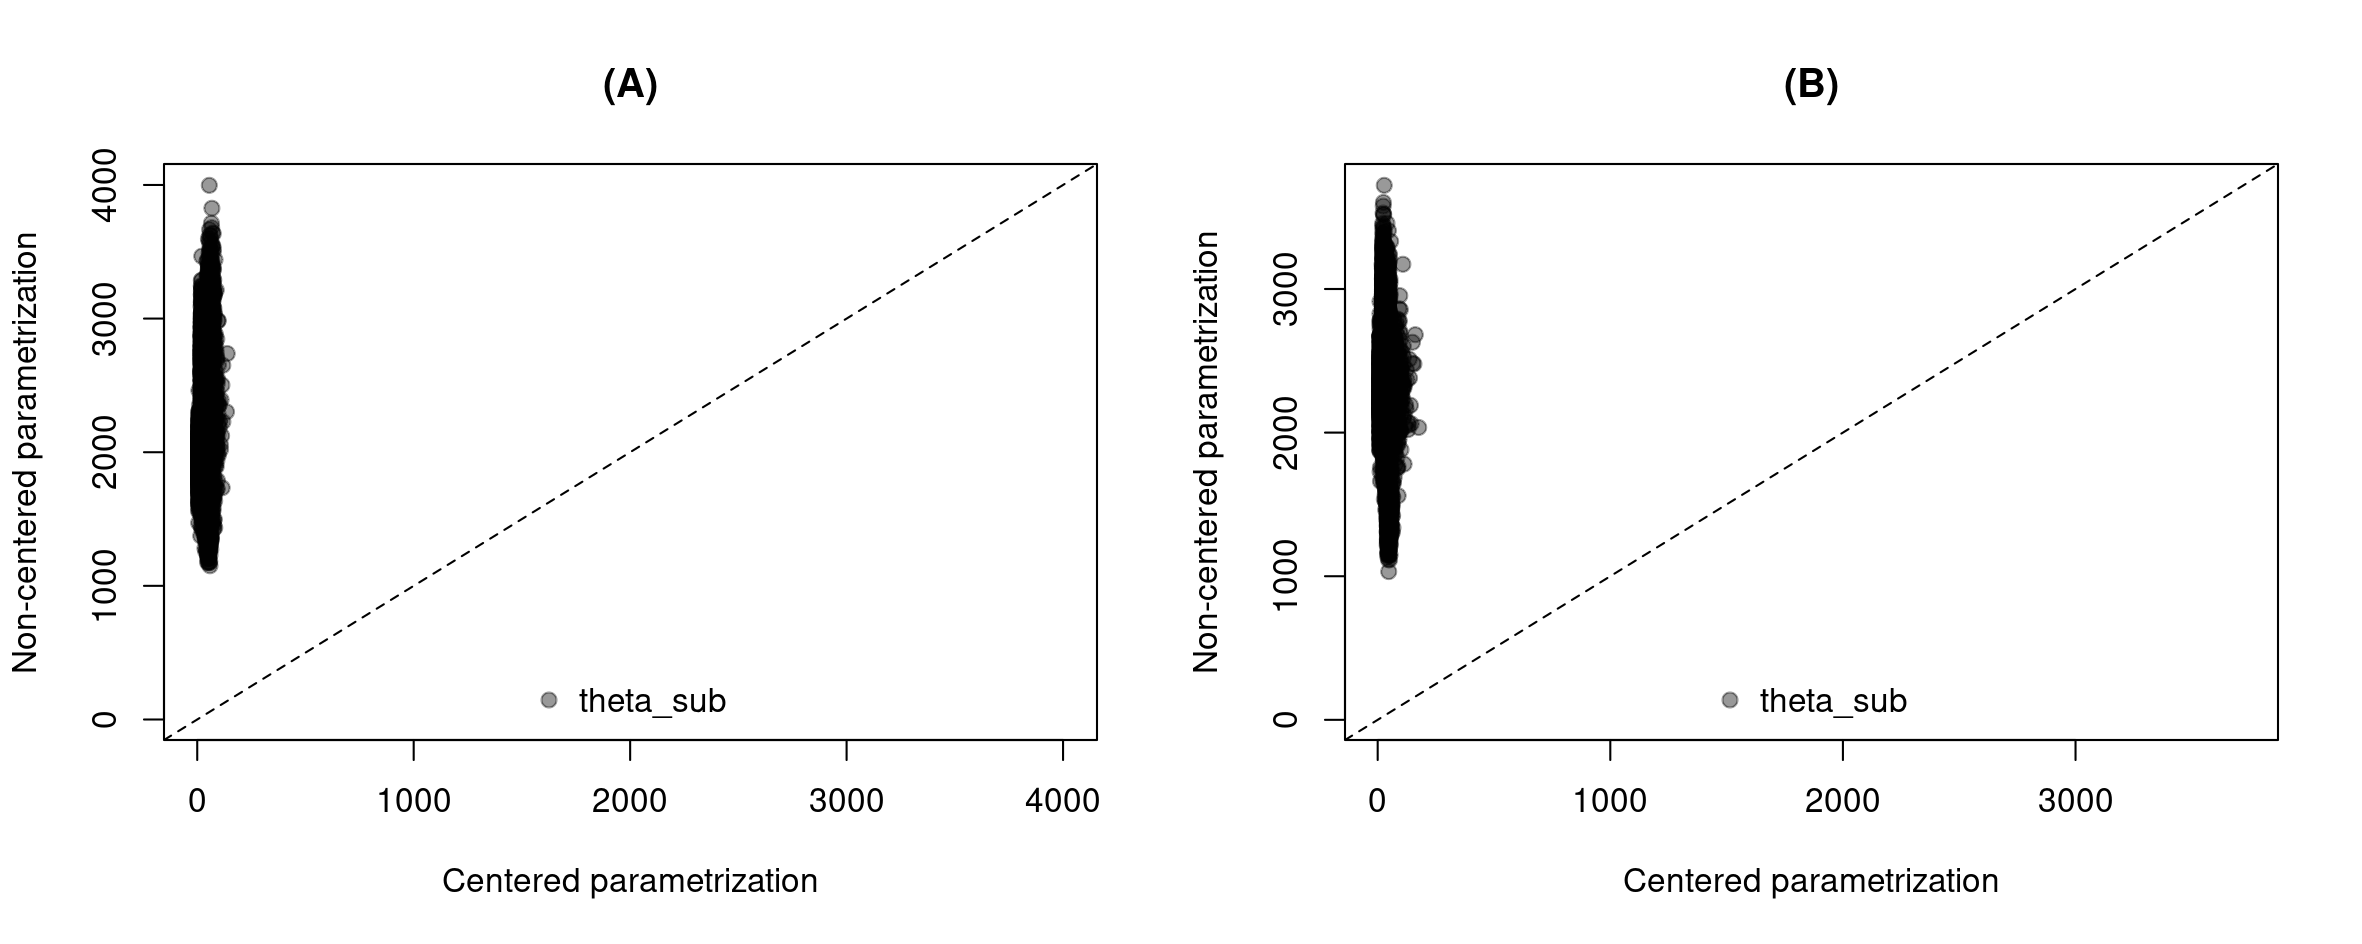 (A)
Non-centered parametrization
4000
3000
2000
1000
0
theta_sub
0 1000 2000 3000 4000
Centered parametrization
(B)
Non-centered parametrization
3000
2000
1000
0
theta_sub
0 1000 2000 3000
Centered parametrization